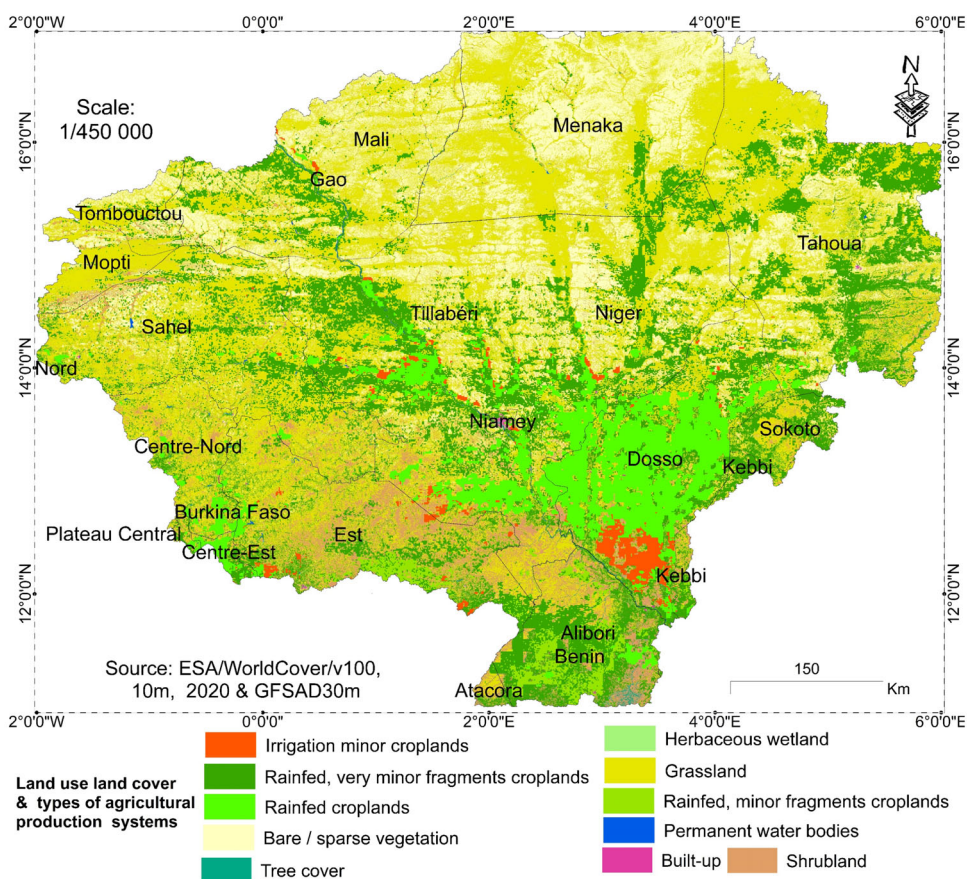 2°0'0"W 0°0'0" 2°0'0"E 4°0'0"E 6°0'0"E
N
Scale:
1/450 000
Mali
Menaka
16°0'0"N
16°0'0"N
Gao
Tombouctou
Tahoua
Mopti
Tillabéri
Niger
Sahel
Nord
14°0'0"N
14°0'0"N
Niamey
Sokoto
Centre-Nord
Dosso
Kebbi
Burkina Faso
Plateau Central
Est
Centre-Est
Kebbi
12°0'0"N
12°0'0"N
Alibori
Benin
Source: ESA/WorldCover/v100,
10m, 2020 & GFSAD30m
150
Km
Atacora
2°0'0"W 0°0'0" 2°0'0"E 4°0'0"E 6°0'0"E
Land use land cover
& types of agricultural
production systems
Irrigation minor croplands
Rainfed, very minor fragments croplands
Rainfed croplands
Bare / sparse vegetation
Tree cover
Herbaceous wetland
Grassland
Rainfed, minor fragments croplands
Permanent water bodies
Built-up Shrubland